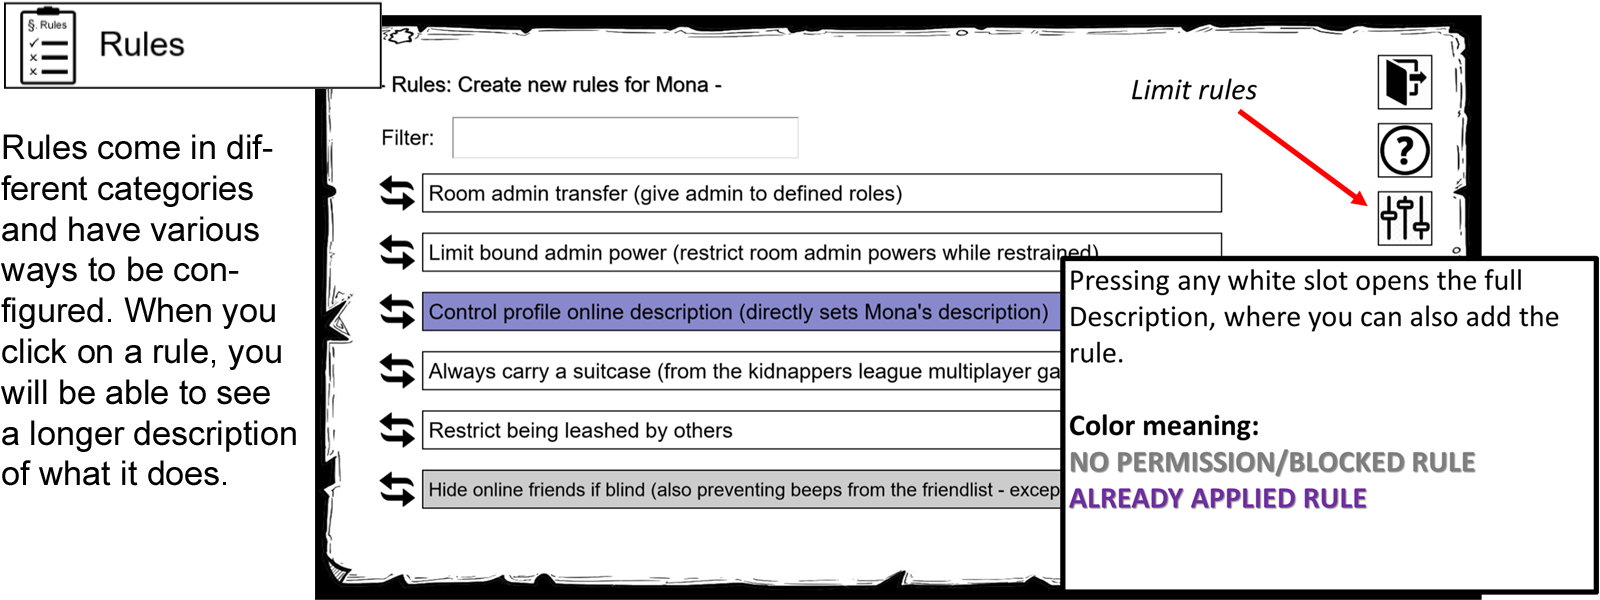 §. Rules
Rules
Rules come in dif-
ferent categories
and have various
ways to be con-
figured. When you
click on a rule, you
will be able to see
a longer description
of what it does.
- Rules: Create new rules for Mona -
Limit rules
Filter:
Room admin transfer (give admin to defined roles)
Limit bound admin power (restrict room admin powers while restrained)
Control profile online description (directly sets Mona's description)
Always carry a suitcase (from the kidnappers league multiplayer ga
Restrict being leashed by others
Hide online friends if blind (also preventing beeps from the friendlist - excep
?
Pressing any white slot opens the full
Description, where you can also add the
rule.
Color meaning:
NO PERMISSION/BLOCKED RULE
ALREADY APPLIED RULE